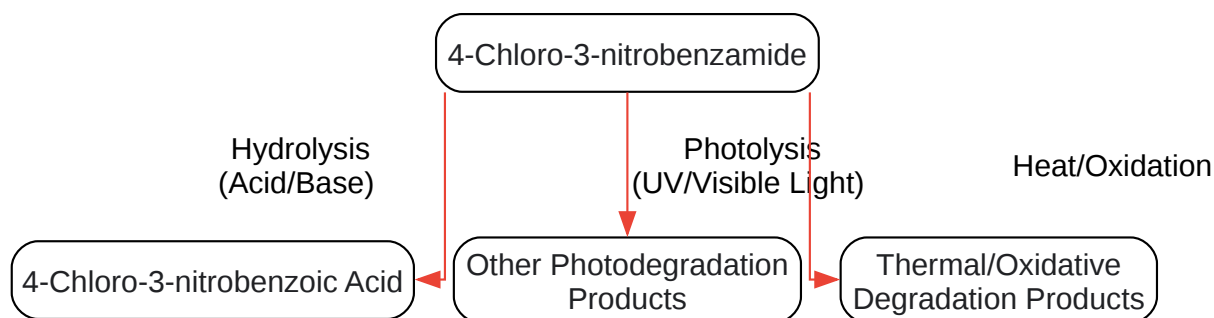 4-Chloro-3-nitrobenzamide
Hydrolysis
(Acid/Base)
Photolysis
(UV/Visible Light)
Heat/Oxidation
4-Chloro-3-nitrobenzoic Acid
Other Photodegradation
Products
Thermal/Oxidative
Degradation Products